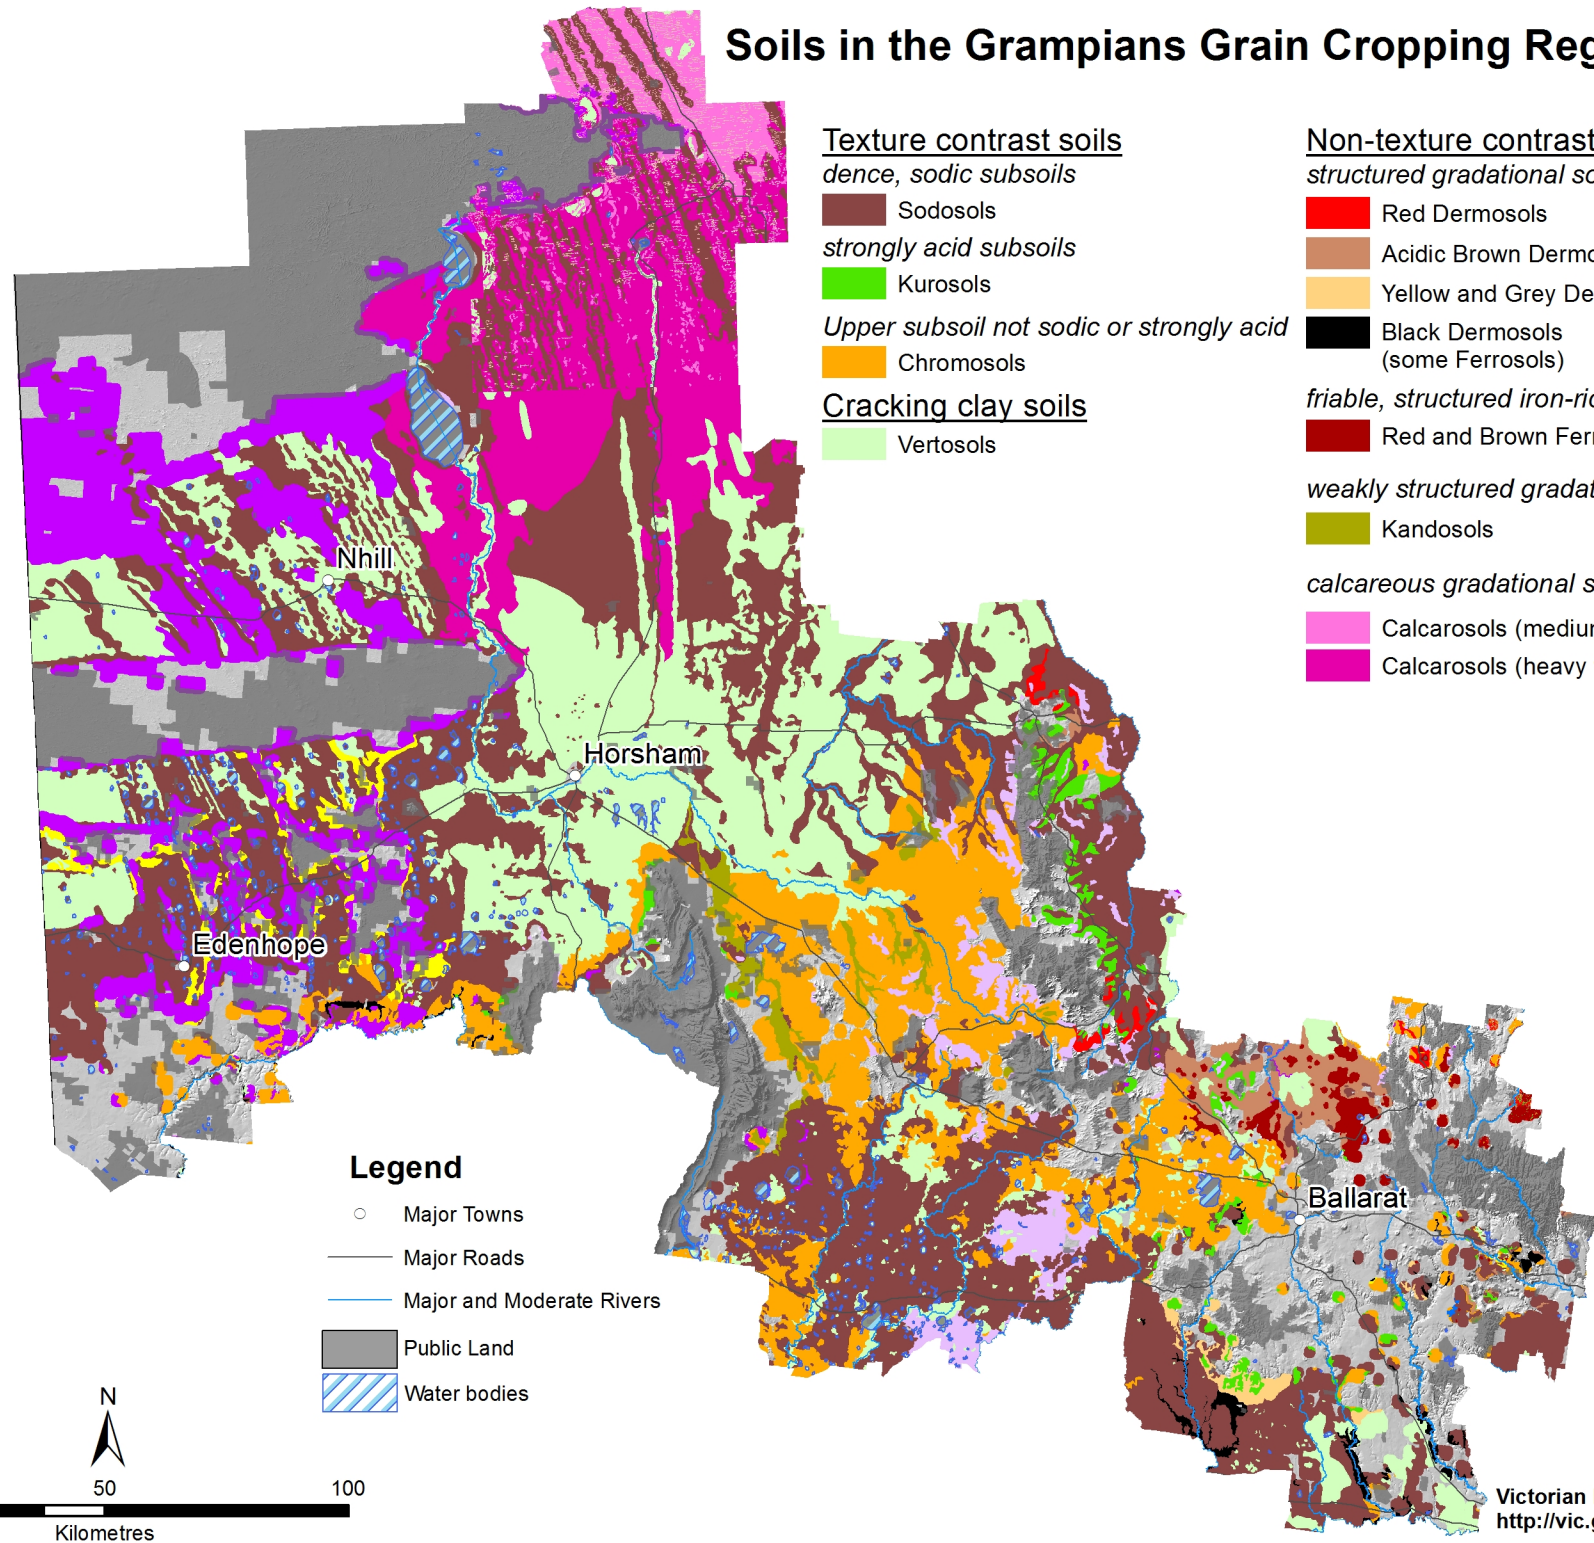 Soils in the Grampians Grain Cropping Reg
Texture contrast soils
dence, sodic subsoils
Sodosols
strongly acid subsoils
Kurosols
Upper subsoil not sodic or strongly acid
Chromosols
Cracking clay soils
Vertosols
Non-texture contrast
structured gradational so
Red Dermosols
Acidic Brown Dermo
Yellow and Grey De
Black Dermosols
(some Ferrosols)
friable, structured iron-ric
Red and Brown Ferr
weakly structured gradat
Kandosols
calcareous gradational s
Calcarosols (medium
Calcarosols (heavy
Nhill
Horsham
Edenhope
Ballarat
Legend
Major Towns
Major Roads
Major and Moderate Rivers
Public Land
Water bodies
N
50 100
Kilometres
Victorian
http://vic.g